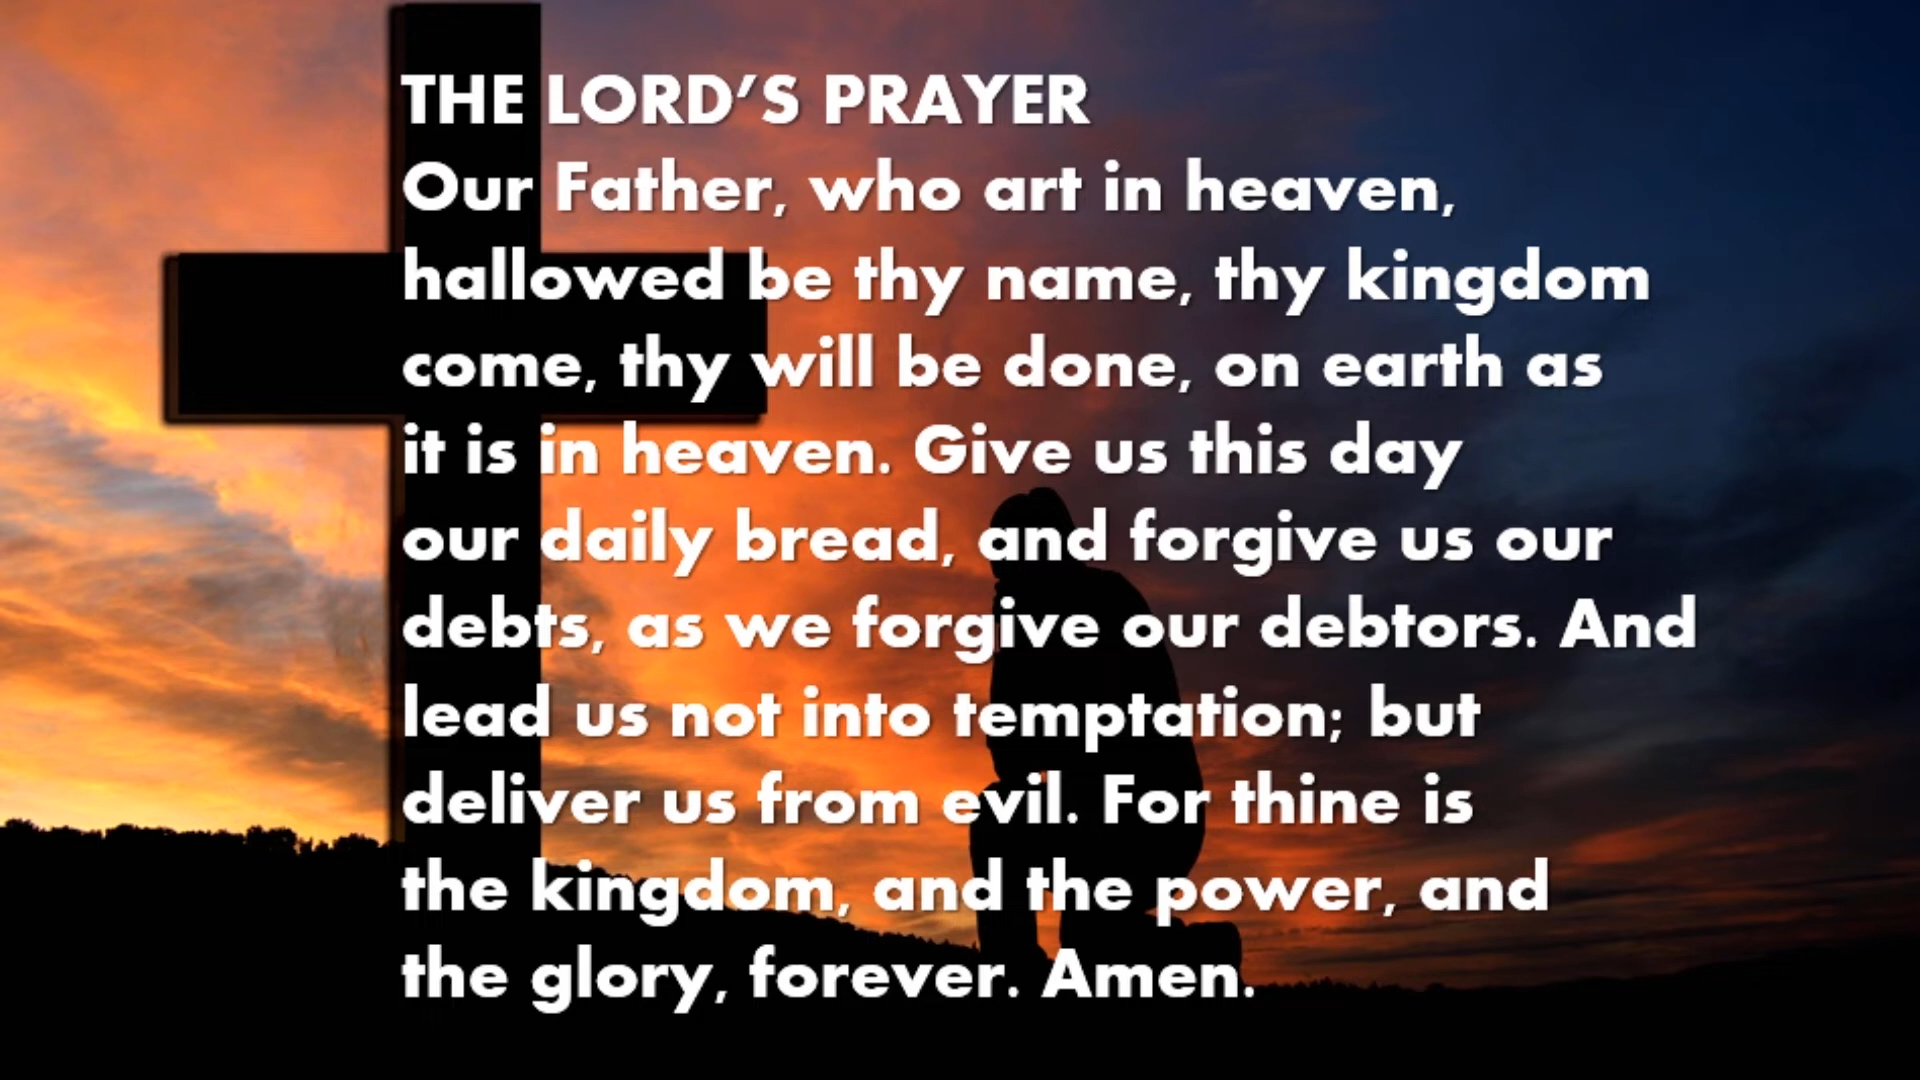 THE LORD’S PRAYER
Our Father, who art in heaven,
hallowed be thy name, thy kingdom
come, thy will be done, on earth as
it is in heaven. Give us this day
our daily bread, and forgive us our
debts, as we forgive our debtors. And
lead us not into temptation; but
deliver us from evil. For thine is
the kingdom, and the power, and
the glory, forever. Amen.